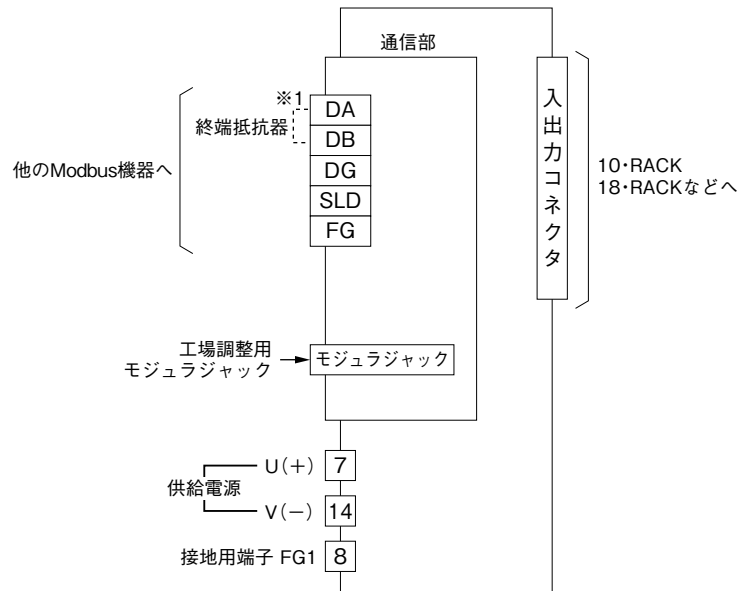 通信部
※1
終端抵抗器
DA
DB
DG
SLD
FG
他のModbus機器へ
入出力コネクタ
10・RACK
18・RACKなどへ
工場調整用
モジュラジャック
モジュラジャック
供給電源
U(+)
7
V(−)
14
接地用端子 FG1
8